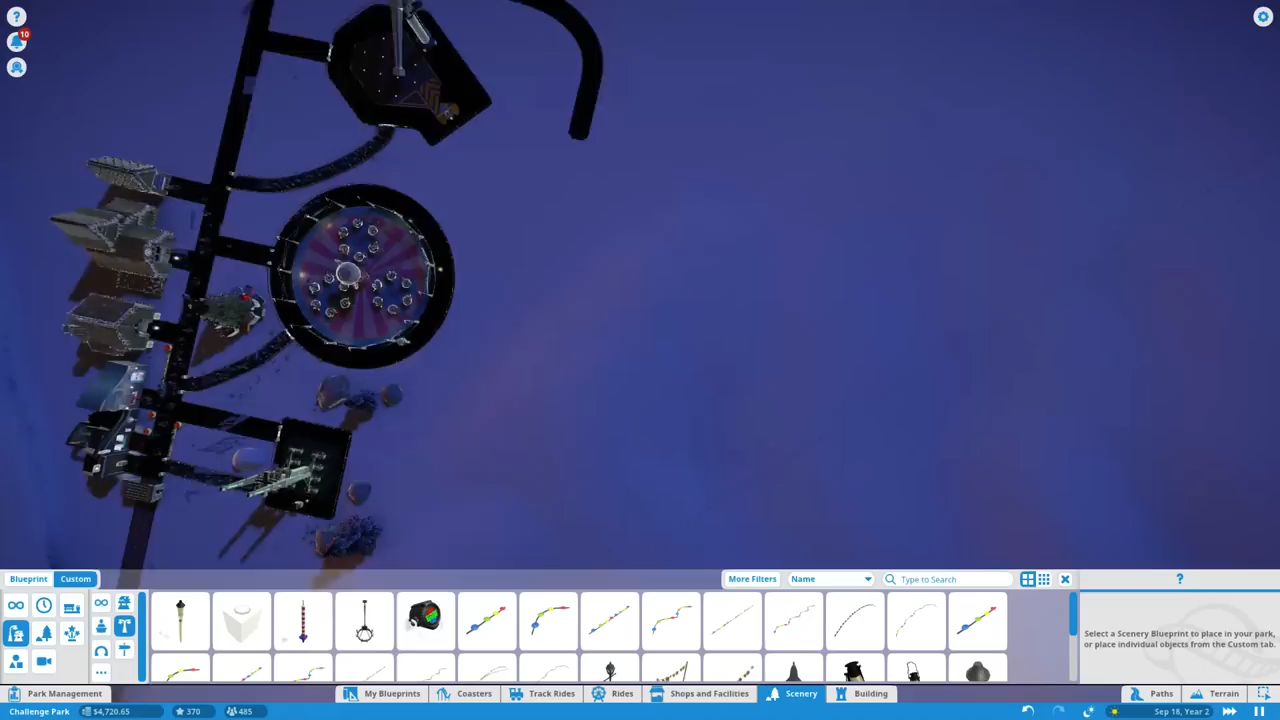 ?
10
Blueprint
Custom
More Filters
Name
Type to Search
?
Select a Scenery Blueprint to place in your park,
or place individual objects from the Custom tab.
Park Management
My Blueprints
Coasters
Track Rides
Rides
Shops and Facilities
Scenery
Building
Paths
Terrain
Challenge Park
$4,720.65
370
485
Sep 18, Year 2